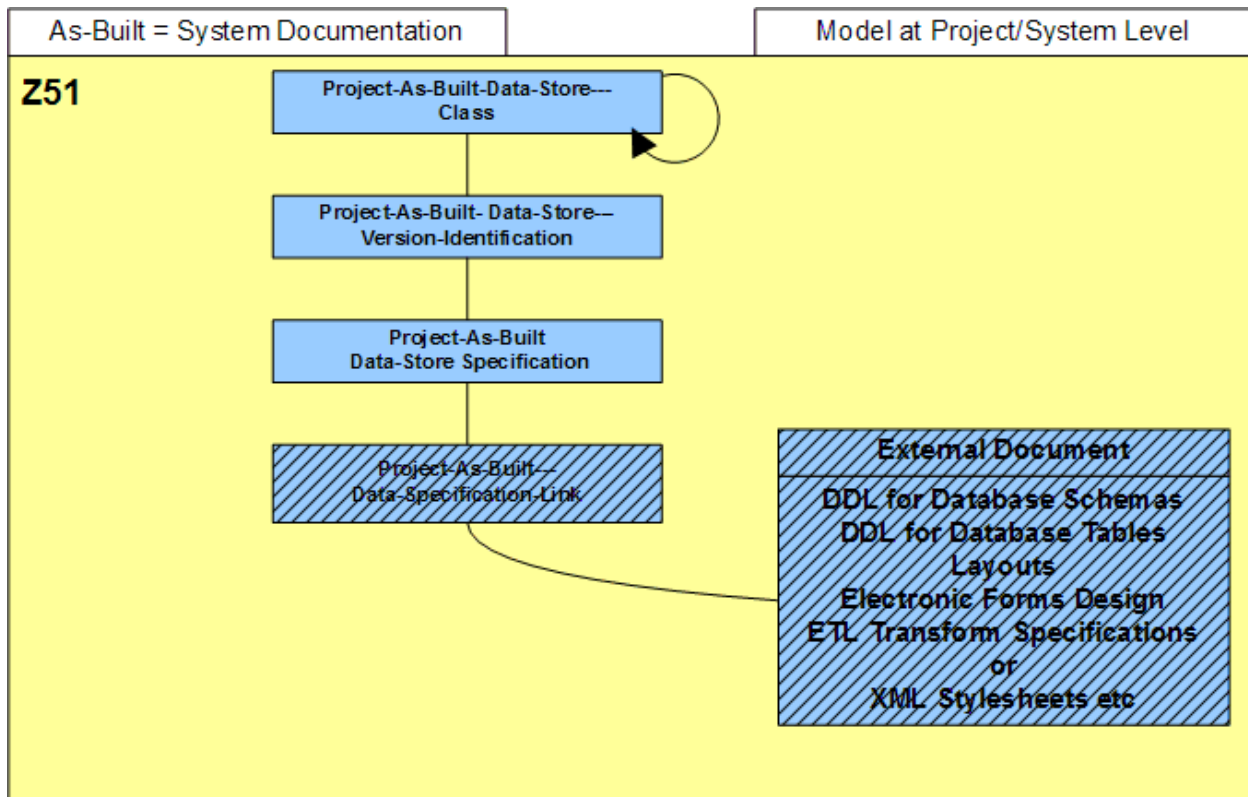 As-Built = System Documentation
Model at Project/System Level
Z51
Project-As-Built-Data-Store---
Class
Project-As-Built- Data-Store---
Version-Identification
Project-As-Built
Data-Store Specification
Project-As-Built---
Data-Specification-Link
External Document
DDL for Database Schemas
DDL for Database Tables
Layouts
Electronic Forms Design
ETL Transform Specifications
or
XML Stylesheets etc